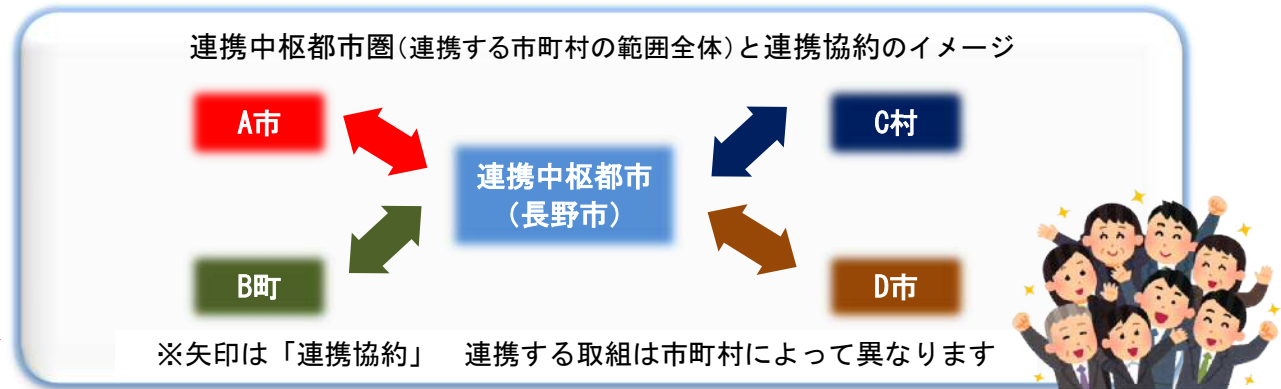 連携中枢都市圏(連携する市町村の範囲全体)と連携協約のイメージ
A市
C村
連携中枢都市
(長野市)
B町
D市
※矢印は「連携協約」 連携する取組は市町村によって異なります